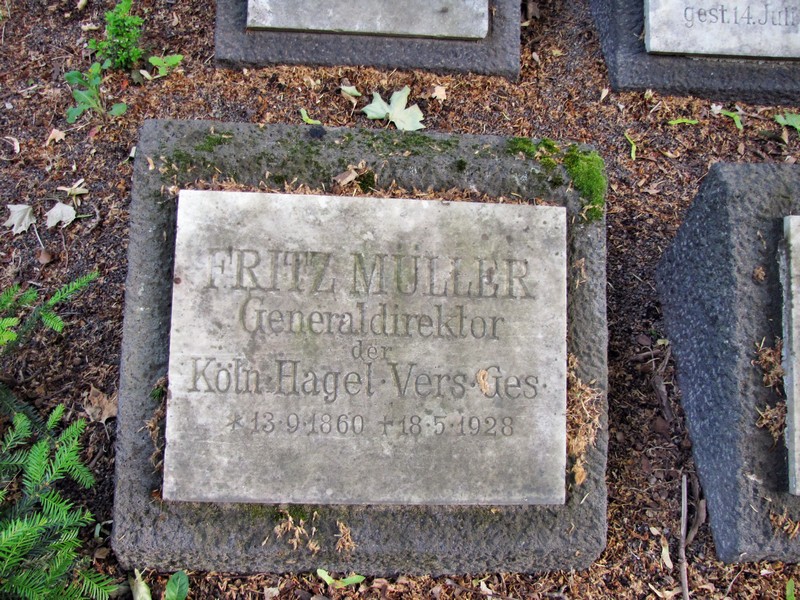 gest. 14. Juli
FRITZ MÜLLER
Generaldirektor
der
Köln·Hagel·Vers·Ges·
*13·9·1860 +18·5·1928